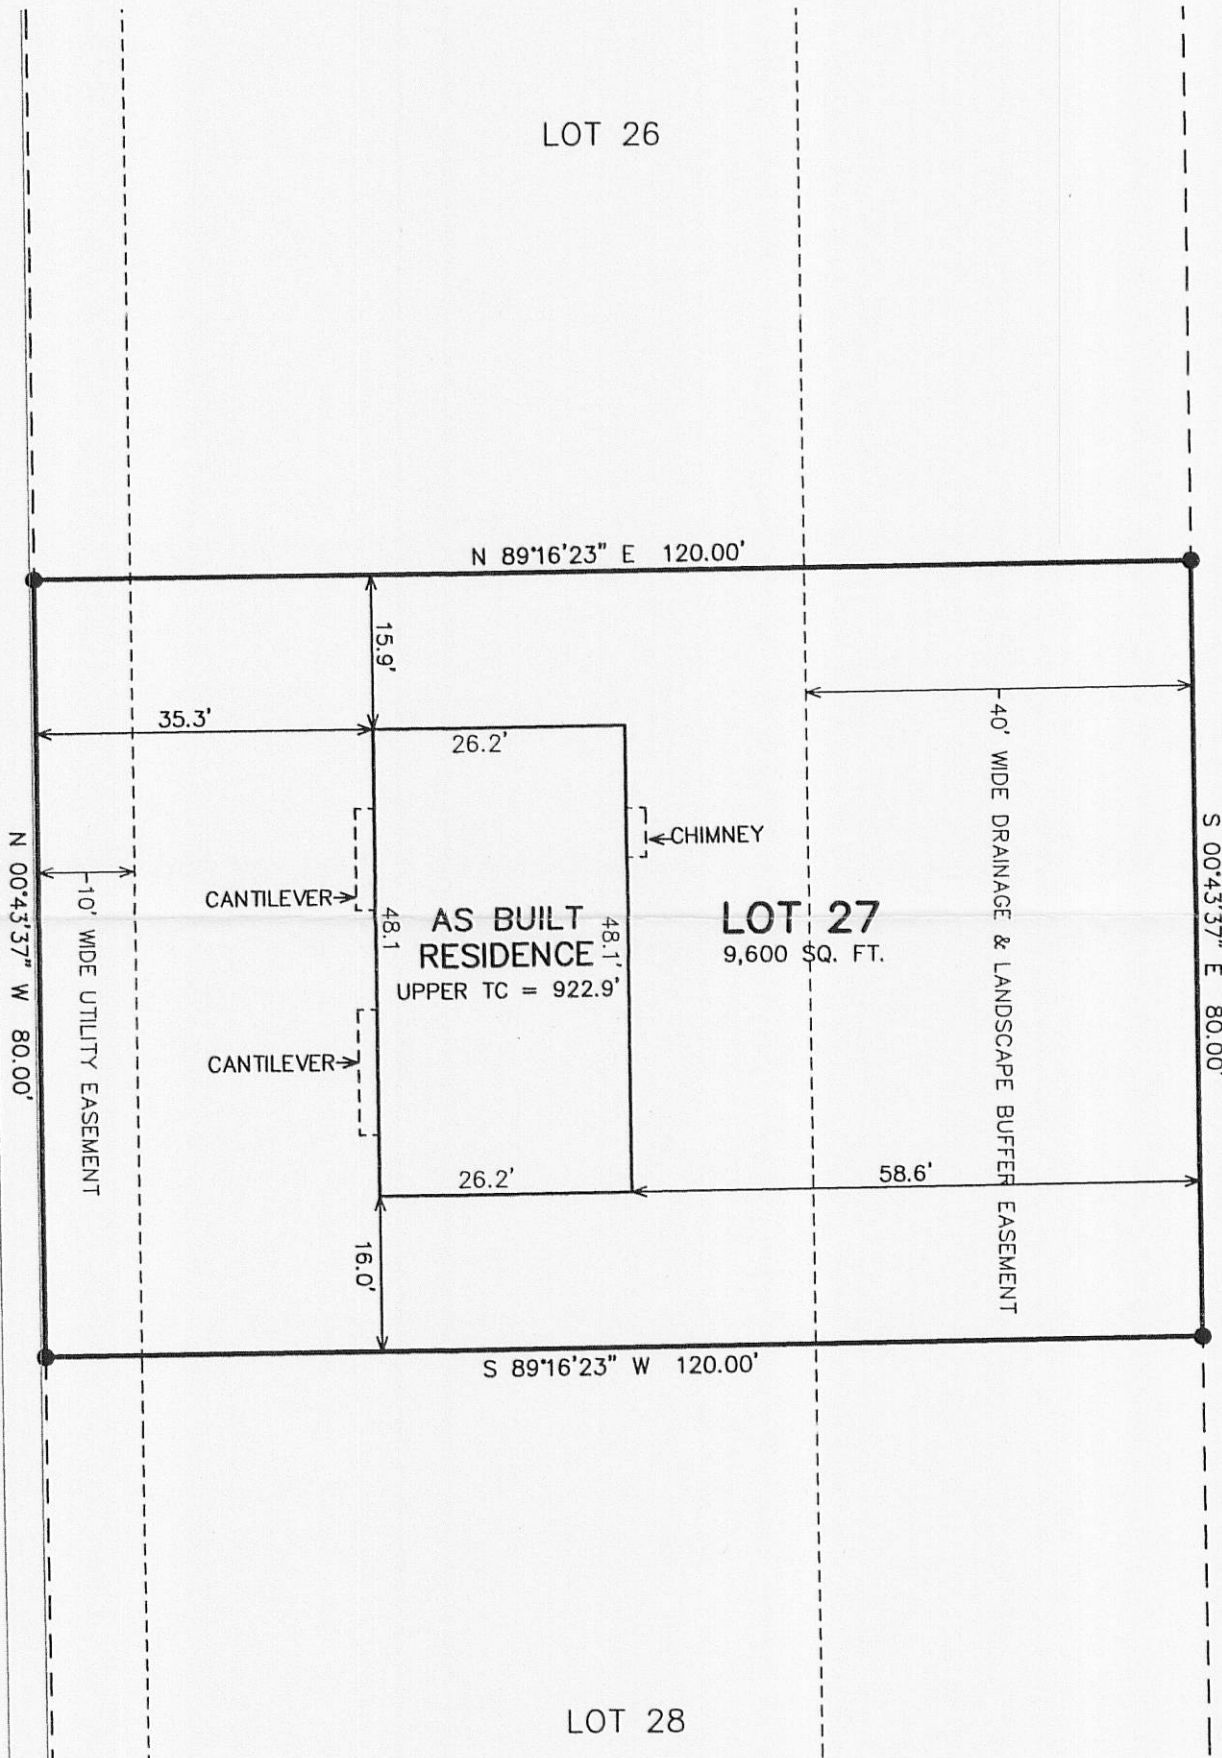 LOT 26
N 89°16'23" E 120.00'
15.9'
35.3'
26.2'
CHIMNEY
CANTILEVER
48.1
AS BUILT
RESIDENCE
UPPER TC = 922.9'
48.1'
LOT 27
9,600 SQ. FT.
40' WIDE DRAINAGE & LANDSCAPE BUFFER EASEMENT
S 00°43'37" E 80.00'
N 00°43'37" W 80.00'
10' WIDE UTILITY EASEMENT
CANTILEVER
26.2'
58.6'
16.0'
S 89°16'23" W 120.00'
LOT 28